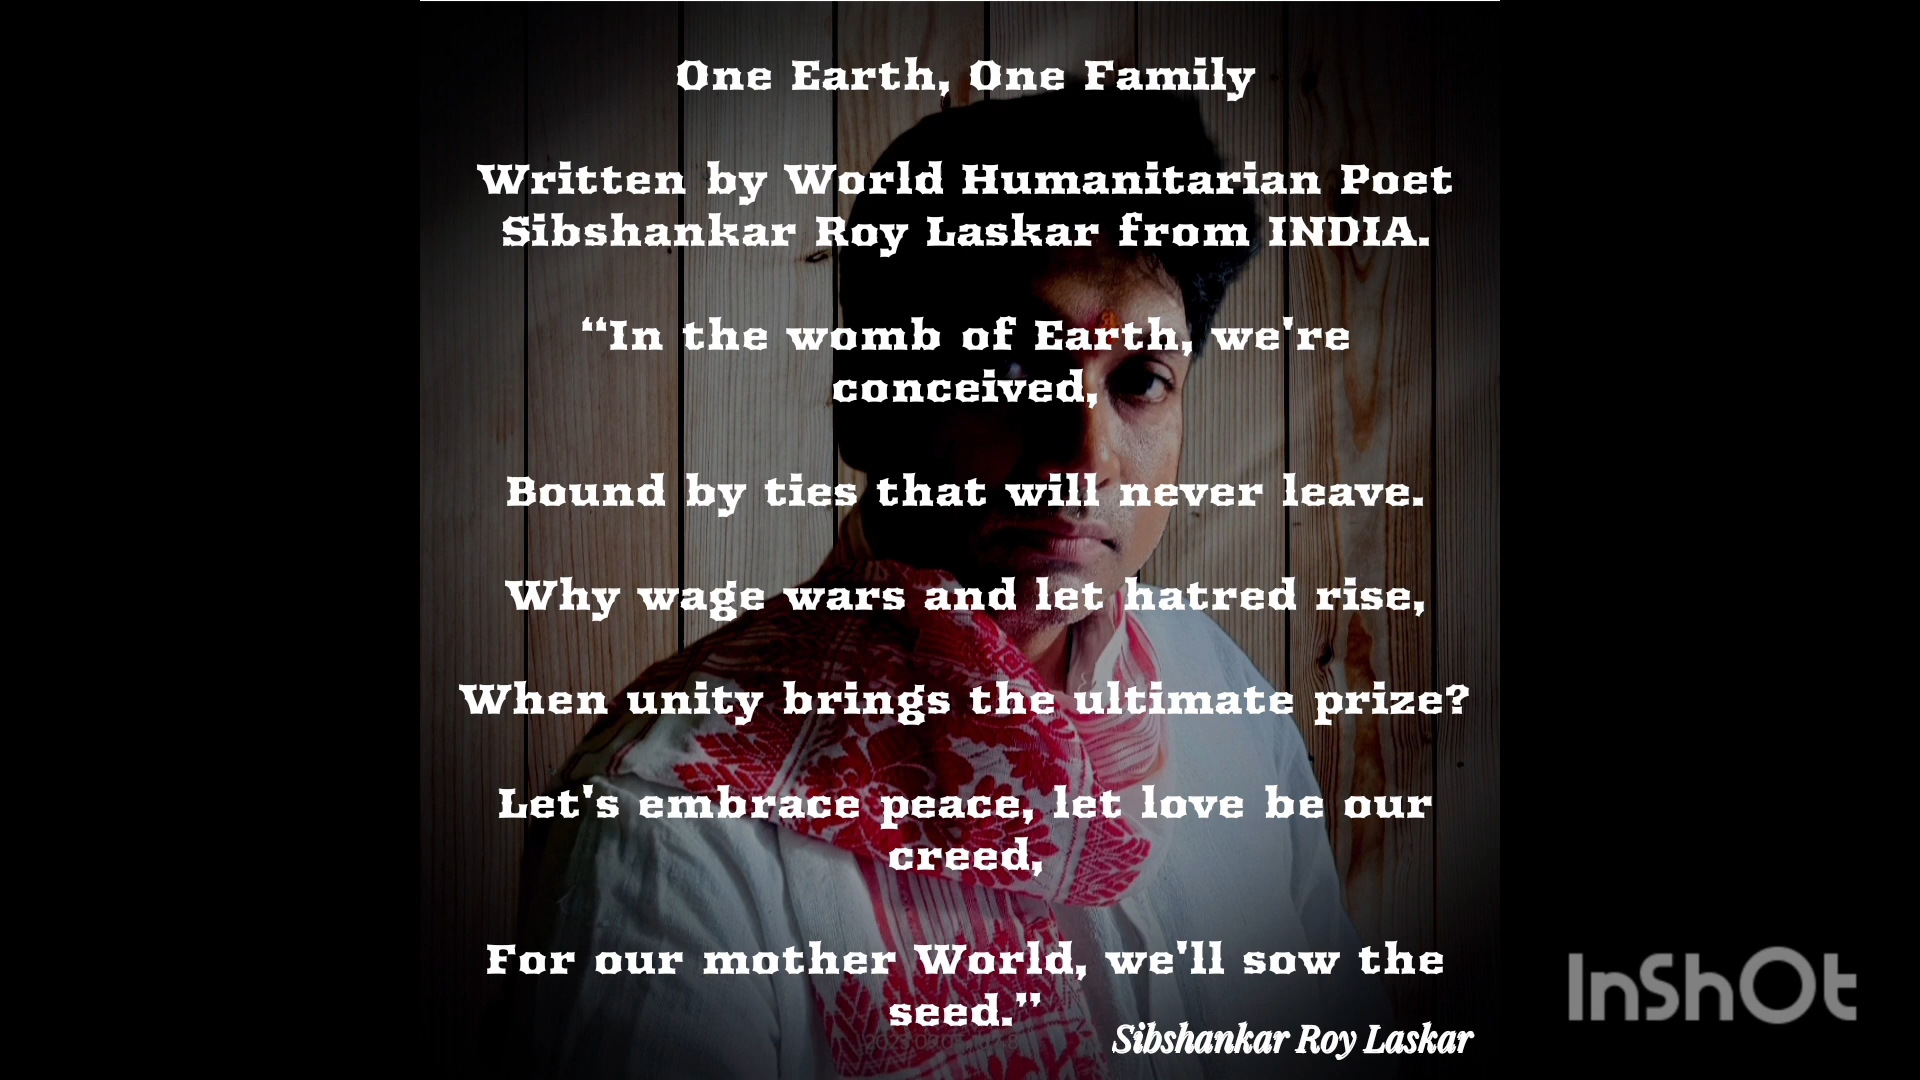 One Earth, One Family
Written by World Humanitarian Poet
Sibshankar Roy Laskar from INDIA.
“In the womb of Earth, we're
conceived,
Bound by ties that will never leave.
Why wage wars and let hatred rise,
When unity brings the ultimate prize?
Let's embrace peace, let love be our
creed,
For our mother World, we'll sow the
seed.”
Sibshankar Roy Laskar
InShOt